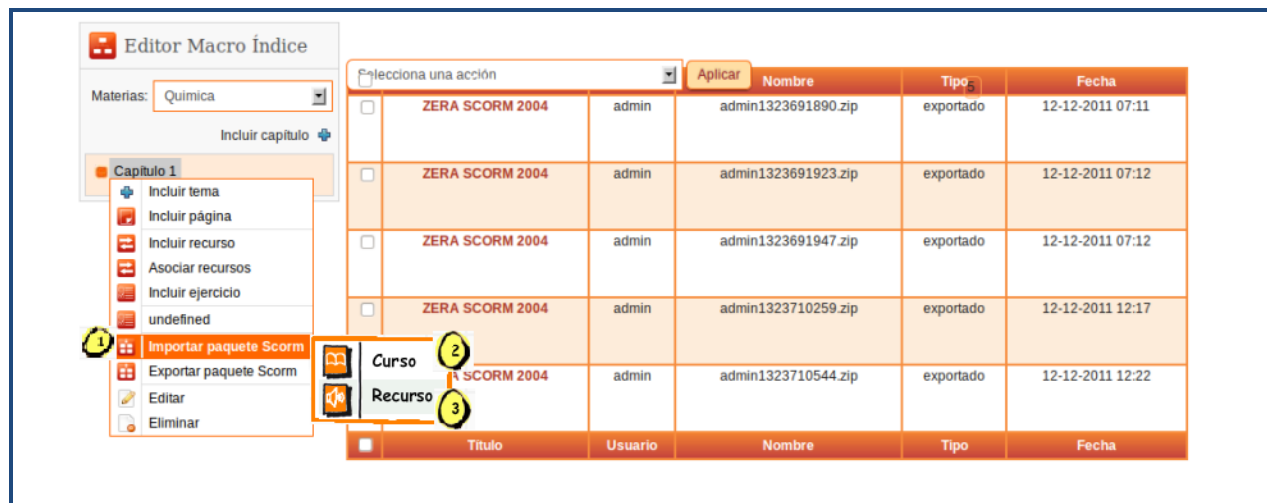 Editor Macro Índice
Materias: Quimica
Incluir capítulo
Capítulo 1
Incluir tema
Incluir página
Incluir recurso
Asociar recursos
Incluir ejercicio
undefined
1 Importar paquete Scorm
Exportar paquete Scorm
Editar
Eliminar
Curso 2
Recurso 3
Selecciona una acción Aplicar
Nombre Tipo 5 Fecha
ZERA SCORM 2004 admin admin1323691890.zip exportado 12-12-2011 07:11
ZERA SCORM 2004 admin admin1323691923.zip exportado 12-12-2011 07:12
ZERA SCORM 2004 admin admin1323691947.zip exportado 12-12-2011 07:12
ZERA SCORM 2004 admin admin1323710259.zip exportado 12-12-2011 12:17
SCORM 2004 admin admin1323710544.zip exportado 12-12-2011 12:22
Título Usuario Nombre Tipo Fecha